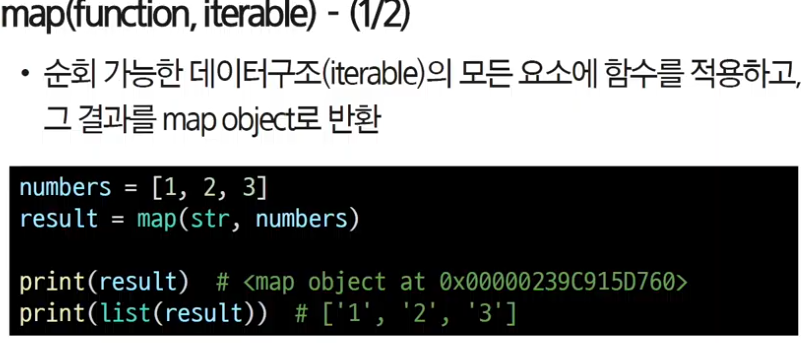 map(function, iterable) - (1/2)
• 순회 가능한 데이터구조(iterable)의 모든 요소에 함수를 적용하고,
그 결과를 map object로 반환
numbers = [1, 2, 3]
result = map(str, numbers)
print(result)  # <map object at 0x00000239C915D760>
print(list(result))  # ['1', '2', '3']